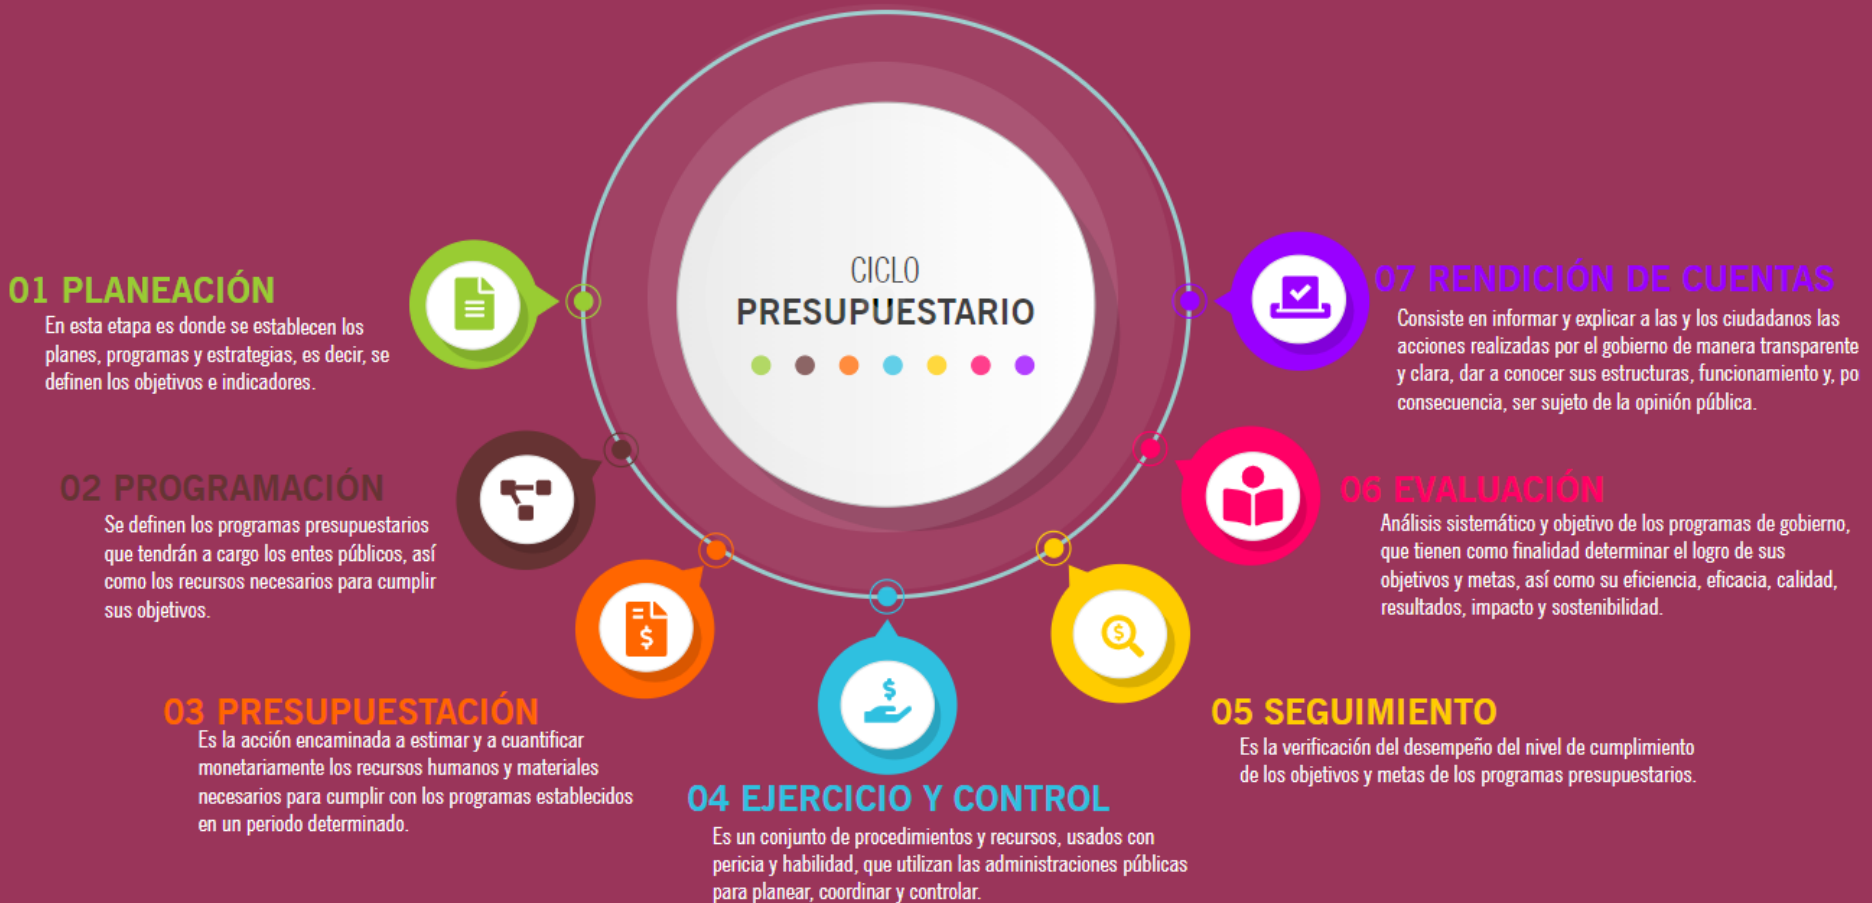 CICLO
PRESUPUESTARIO
01 PLANEACIÓN
En esta etapa es donde se establecen los
planes, programas y estrategias, es decir, se
definen los objetivos e indicadores.
02 PROGRAMACIÓN
Se definen los programas presupuestarios
que tendrán a cargo los entes públicos, así
como los recursos necesarios para cumplir
sus objetivos.
03 PRESUPUESTACIÓN
Es la acción encaminada a estimar y a cuantificar
monetariamente los recursos humanos y materiales
necesarios para cumplir con los programas establecidos
en un periodo determinado.
04 EJERCICIO Y CONTROL
Es un conjunto de procedimientos y recursos, usados con
pericia y habilidad, que utilizan las administraciones públicas
para planear, coordinar y controlar.
05 SEGUIMIENTO
Es la verificación del desempeño del nivel de cumplimiento
de los objetivos y metas de los programas presupuestarios.
06 EVALUACIÓN
Análisis sistemático y objetivo de los programas de gobierno,
que tienen como finalidad determinar el logro de sus
objetivos y metas, así como su eficiencia, eficacia, calidad,
resultados, impacto y sostenibilidad.
07 RENDICIÓN DE CUENTAS
Consiste en informar y explicar a las y los ciudadanos las
acciones realizadas por el gobierno de manera transparente
y clara, dar a conocer sus estructuras, funcionamiento y, po
consecuencia, ser sujeto de la opinión pública.